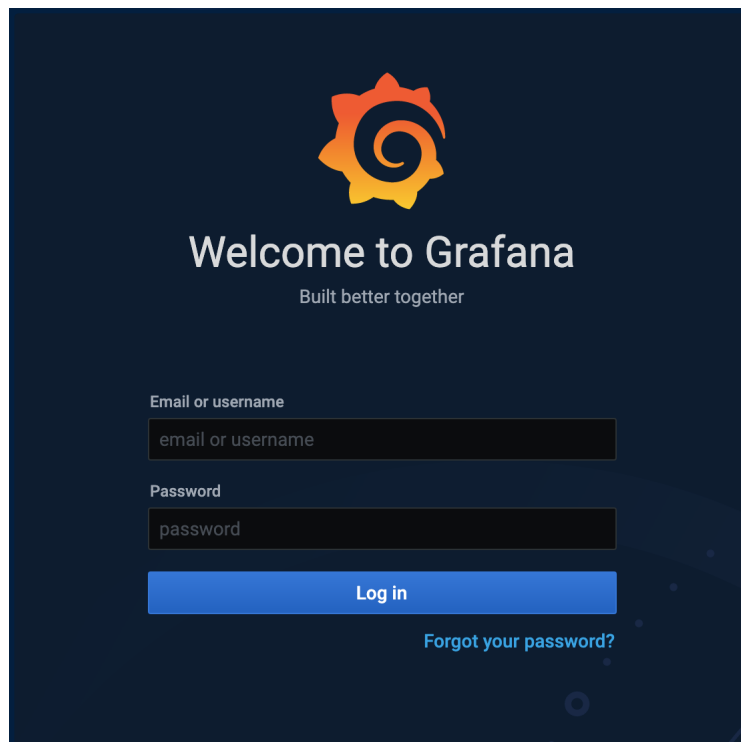 Welcome to Grafana
Built better together
Email or username
email or username
Password
password
Log in
Forgot your password?